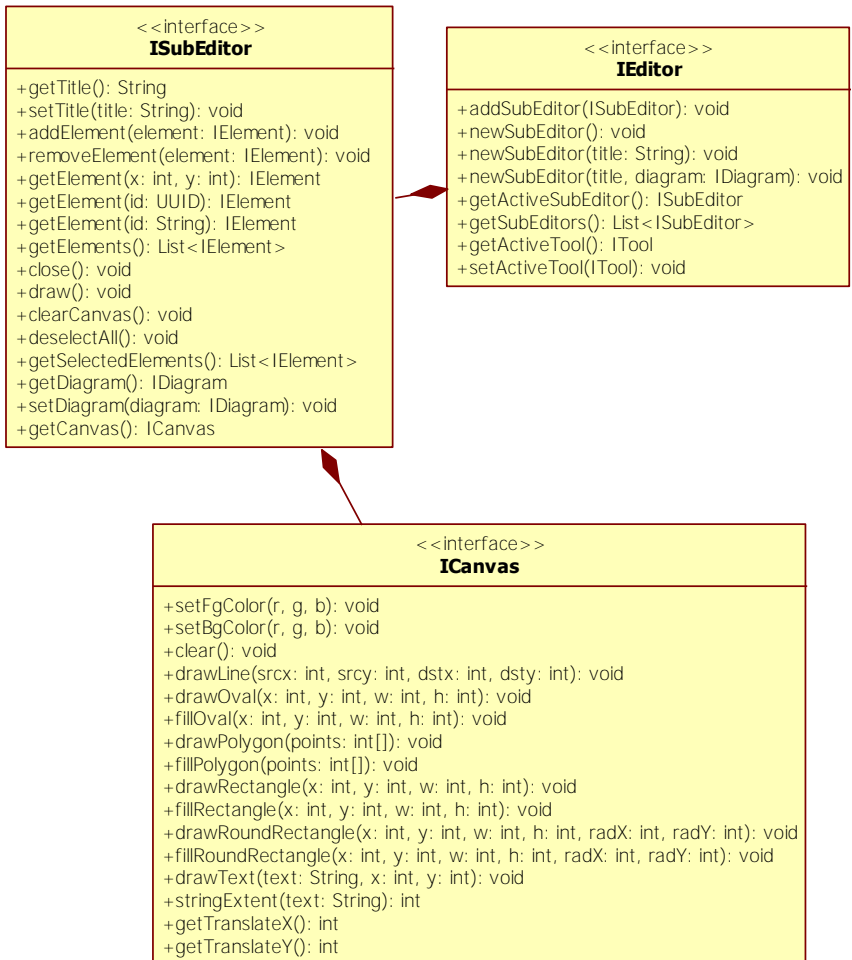 <<interface>>
ISubEditor
+getTitle(): String
+setTitle(title: String): void
+addElement(element: IElement): void
+removeElement(element: IElement): void
+getElement(x: int, y: int): IElement
+getElement(id: UUID): IElement
+getElement(id: String): IElement
+getElements(): List<IElement>
+close(): void
+draw(): void
+clearCanvas(): void
+deselectAll(): void
+getSelectedElements(): List<IElement>
+getDiagram(): IDiagram
+setDiagram(diagram: IDiagram): void
+getCanvas(): ICanvas
<<interface>>
IEditor
+addSubEditor(ISubEditor): void
+newSubEditor(): void
+newSubEditor(title: String): void
+newSubEditor(title, diagram: IDiagram): void
+getActiveSubEditor(): ISubEditor
+getSubEditors(): List<ISubEditor>
+getActiveTool(): ITool
+setActiveTool(ITool): void
<<interface>>
ICanvas
+setFgColor(r, g, b): void
+setBgColor(r, g, b): void
+clear(): void
+drawLine(srcx: int, srcy: int, dstx: int, dsty: int): void
+drawOval(x: int, y: int, w: int, h: int): void
+fillOval(x: int, y: int, w: int, h: int): void
+drawPolygon(points: int[]): void
+fillPolygon(points: int[]): void
+drawRectangle(x: int, y: int, w: int, h: int): void
+fillRectangle(x: int, y: int, w: int, h: int): void
+drawRoundRectangle(x: int, y: int, w: int, h: int, radX: int, radY: int): void
+fillRoundRectangle(x: int, y: int, w: int, h: int, radX: int, radY: int): void
+drawText(text: String, x: int, y: int): void
+stringExtent(text: String): int
+getTranslateX(): int
+getTranslateY(): int